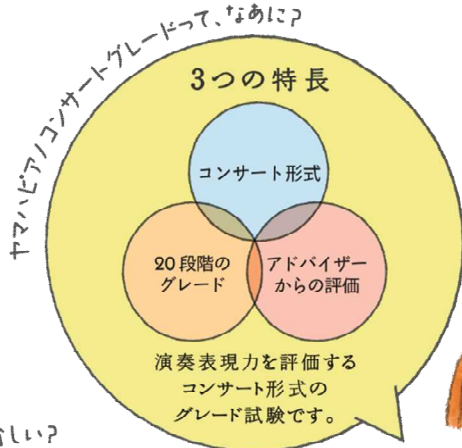 ヤマハピアノコンサートグレードって、なあに?
3つの特長
コンサート形式
20段階の
グレード
アドバイザー
からの評価
演奏表現力を評価する
コンサート形式の
グレード試験です。
しい?